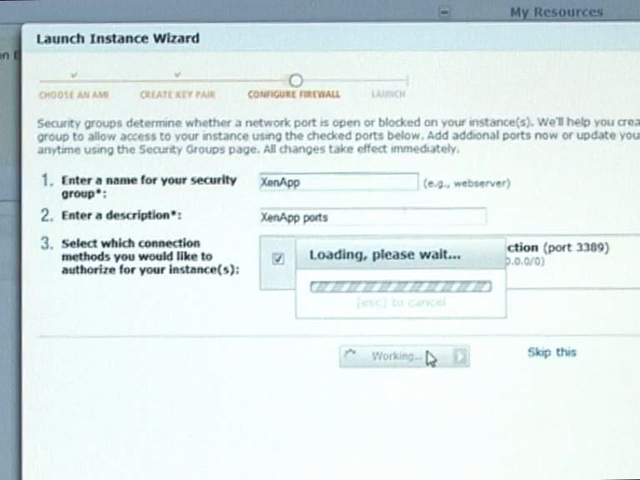 My Resources
Launch Instance Wizard
CHOOSE AN AMI CREATE KEY PAIR CONFIGURE FIREWALL LAUNCH
Security groups determine whether a network port is open or blocked on your instance(s). We'll help you
group to allow access to your instance using the checked ports below. Add addional ports now or update
anytime using the Security Groups page. All changes take effect immediately.
1. Enter a name for your security XenApp (e.g., webserver)
group*:
2. Enter a description*: XenApp ports
3. Select which connection ction (port 3389)
methods you would like to Loading, please wait... 0.0.0/0)
authorize for your instance(s):
[esc] to cancel
Working... Skip this